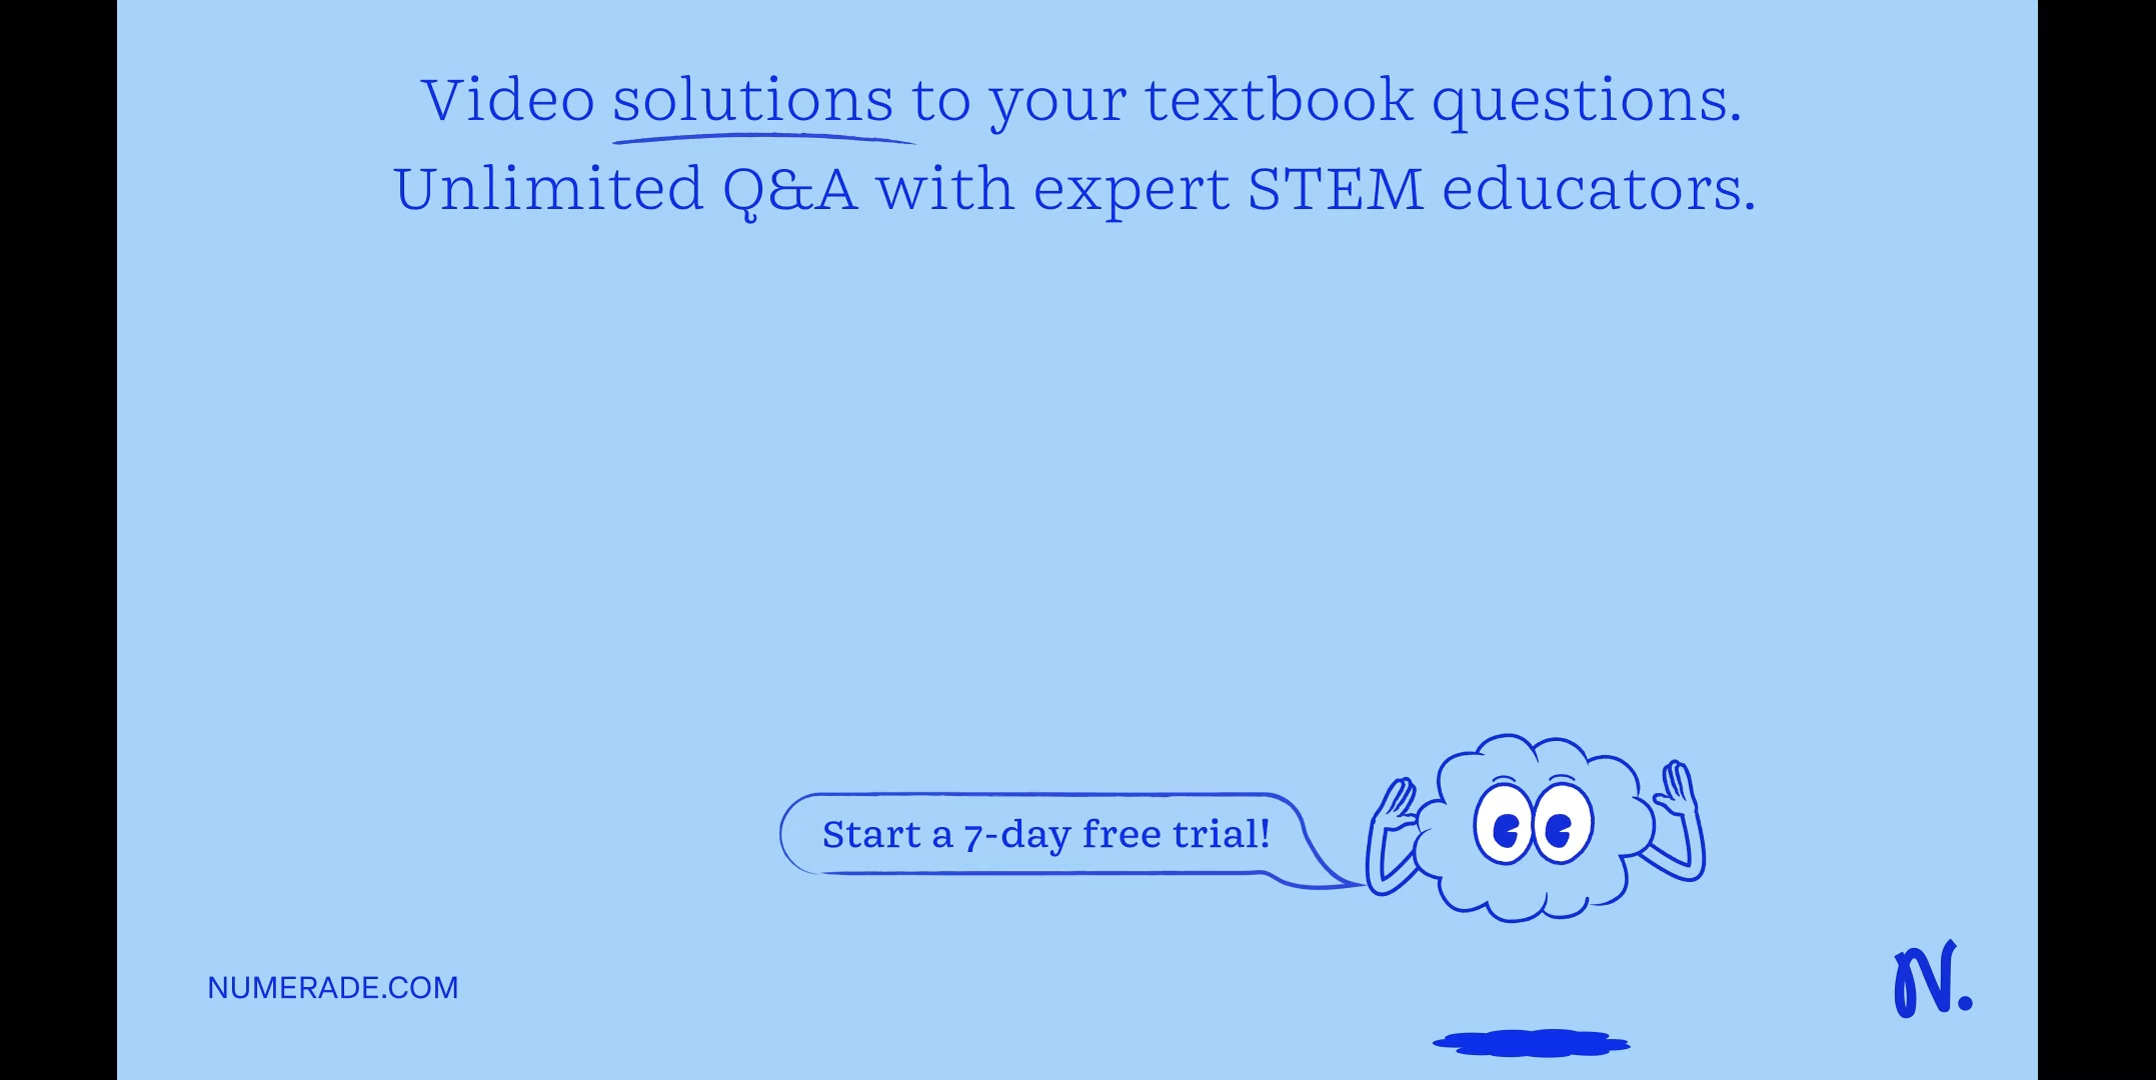 Video solutions to your textbook questions.
Unlimited Q&A with expert STEM educators.
Start a 7-day free trial!
NUMERADE.COM
N.